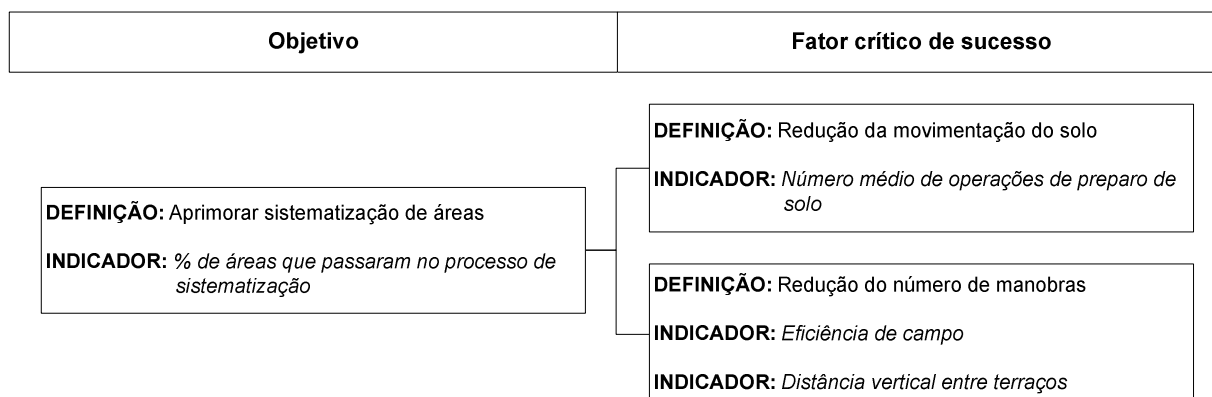 Objetivo
Fator crítico de sucesso
DEFINIÇÃO: Redução da movimentação do solo
INDICADOR: Número médio de operações de preparo de
solo
DEFINIÇÃO: Aprimorar sistematização de áreas
INDICADOR: % de áreas que passaram no processo de
sistematização
DEFINIÇÃO: Redução do número de manobras
INDICADOR: Eficiência de campo
INDICADOR: Distância vertical entre terraços